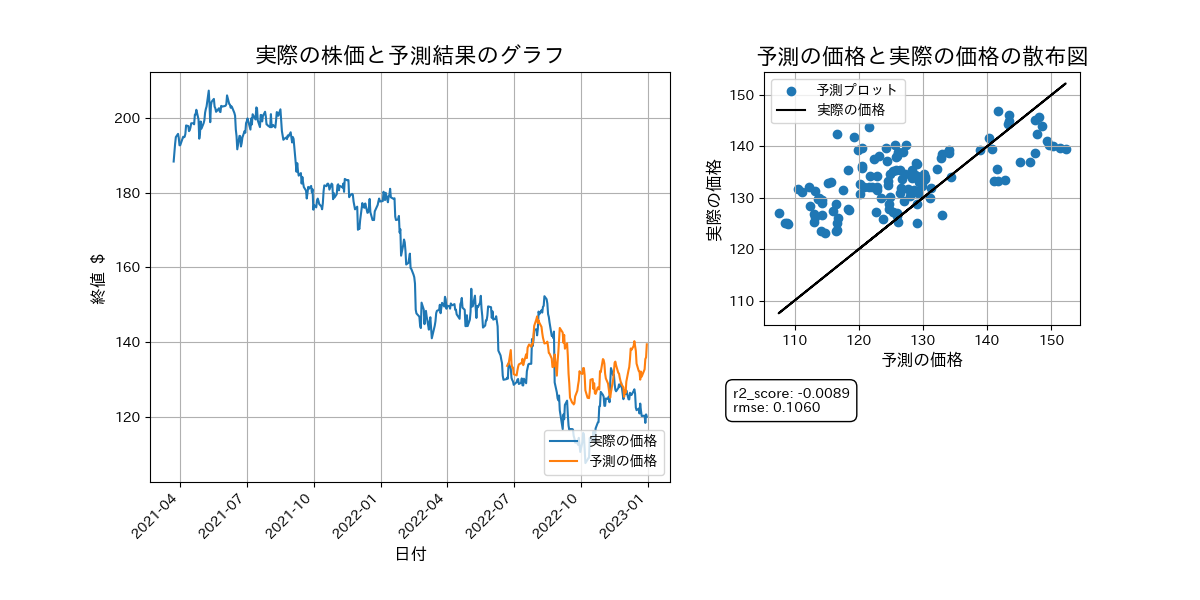 実際の株価と予測結果のグラフ
終値 $
200
180
160
140
120
2021-04
2021-07
2021-10
2022-01
2022-04
2022-07
2022-10
2023-01
日付
実際の価格
予測の価格
予測の価格と実際の価格の散布図
実際の価格
150
140
130
120
110
予測プロット
実際の価格
110
120
130
140
150
予測の価格
r2_score: -0.0089
rmse: 0.1060